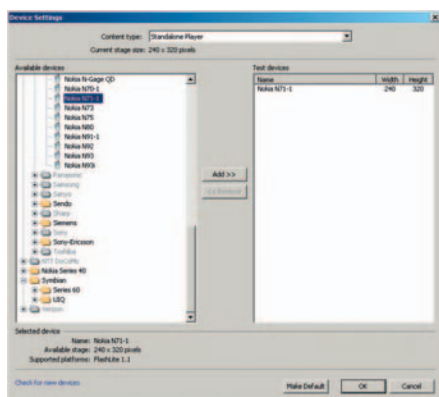 Device Settings
Content type: Standalone Player
Current stage size: 240 x 320 pixels
Available devices
Test devices
Nokia N-Gage QD
Nokia N70-1
Nokia N71-1
Nokia N73
Nokia N75
Nokia N80
Nokia N91-1
Nokia N92
Nokia N93
Nokia N93i
Panasonic
Samsung
Sanyo
Sendo
Sharp
Siemens
Sony
Sony-Ericsson
Toshiba
NTT DoCoMo
Nokia Series 40
Symbian
Series 60
UIQ
Verizon
Name Width Height
Nokia N71-1 240 320
Add >>
<< Remove
Selected device
Name: Nokia N71-1
Available stage: 240 x 320 pixels
Supported platforms: FlashLite 1.1
Check for new devices
Make Default OK Cancel